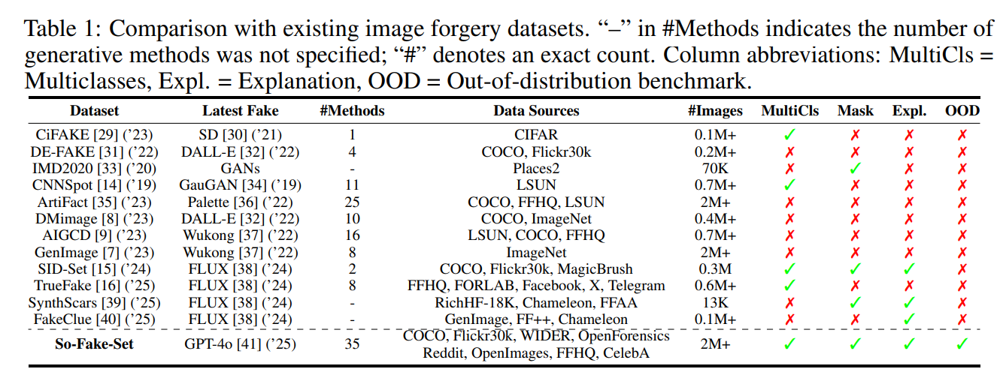 Table 1: Comparison with existing image forgery datasets. “–” in #Methods indicates the number of
generative methods was not specified; “#” denotes an exact count. Column abbreviations: MultiCls =
Multiclasses, Expl. = Explanation, OOD = Out-of-distribution benchmark.
Dataset Latest Fake #Methods Data Sources #Images MultiCls Mask Expl. OOD
CiFAKE [29] (’23) SD [30] (’21) 1 CIFAR 0.1M+ ✓ ✗ ✗ ✗
DE-FAKE [31] (’22) DALL-E [32] (’22) 4 COCO, Flickr30k 0.2M+ ✗ ✗ ✗ ✗
IMD2020 [33] (’20) GANs - Places2 70K ✗ ✓ ✗ ✗
CNNSpot [14] (’19) GauGAN [34] (’19) 11 LSUN 0.7M+ ✓ ✗ ✗ ✗
ArtiFact [35] (’23) Palette [36] (’22) 25 COCO, FFHQ, LSUN 2M+ ✗ ✗ ✗ ✗
DMimage [8] (’23) DALL-E [32] (’22) 10 COCO, ImageNet 0.4M+ ✗ ✗ ✗ ✗
AIGCD [9] (’23) Wukong [37] (’22) 16 LSUN, COCO, FFHQ 0.7M+ ✗ ✗ ✗ ✗
GenImage [7] (’23) Wukong [37] (’22) 8 ImageNet 2M+ ✗ ✗ ✗ ✗
SID-Set [15] (’24) FLUX [38] (’24) 2 COCO, Flickr30k, MagicBrush 0.3M ✓ ✓ ✓ ✗
TrueFake [16] (’25) FLUX [38] (’24) 8 FFHQ, FORLAB, Facebook, X, Telegram 0.6M+ ✓ ✗ ✗ ✗
SynthScars [39] (’25) FLUX [38] (’24) - RichHF-18K, Chameleon, FFAA 13K ✗ ✓ ✓ ✗
FakeClue [40] (’25) FLUX [38] (’24) - GenImage, FF++, Chameleon 0.1M+ ✗ ✗ ✓ ✗
COCO, Flickr30k, WIDER, OpenForensics
So-Fake-Set GPT-4o [41] (’25) 35 2M+ ✓ ✓ ✓ ✓
Reddit, OpenImages, FFHQ, CelebA